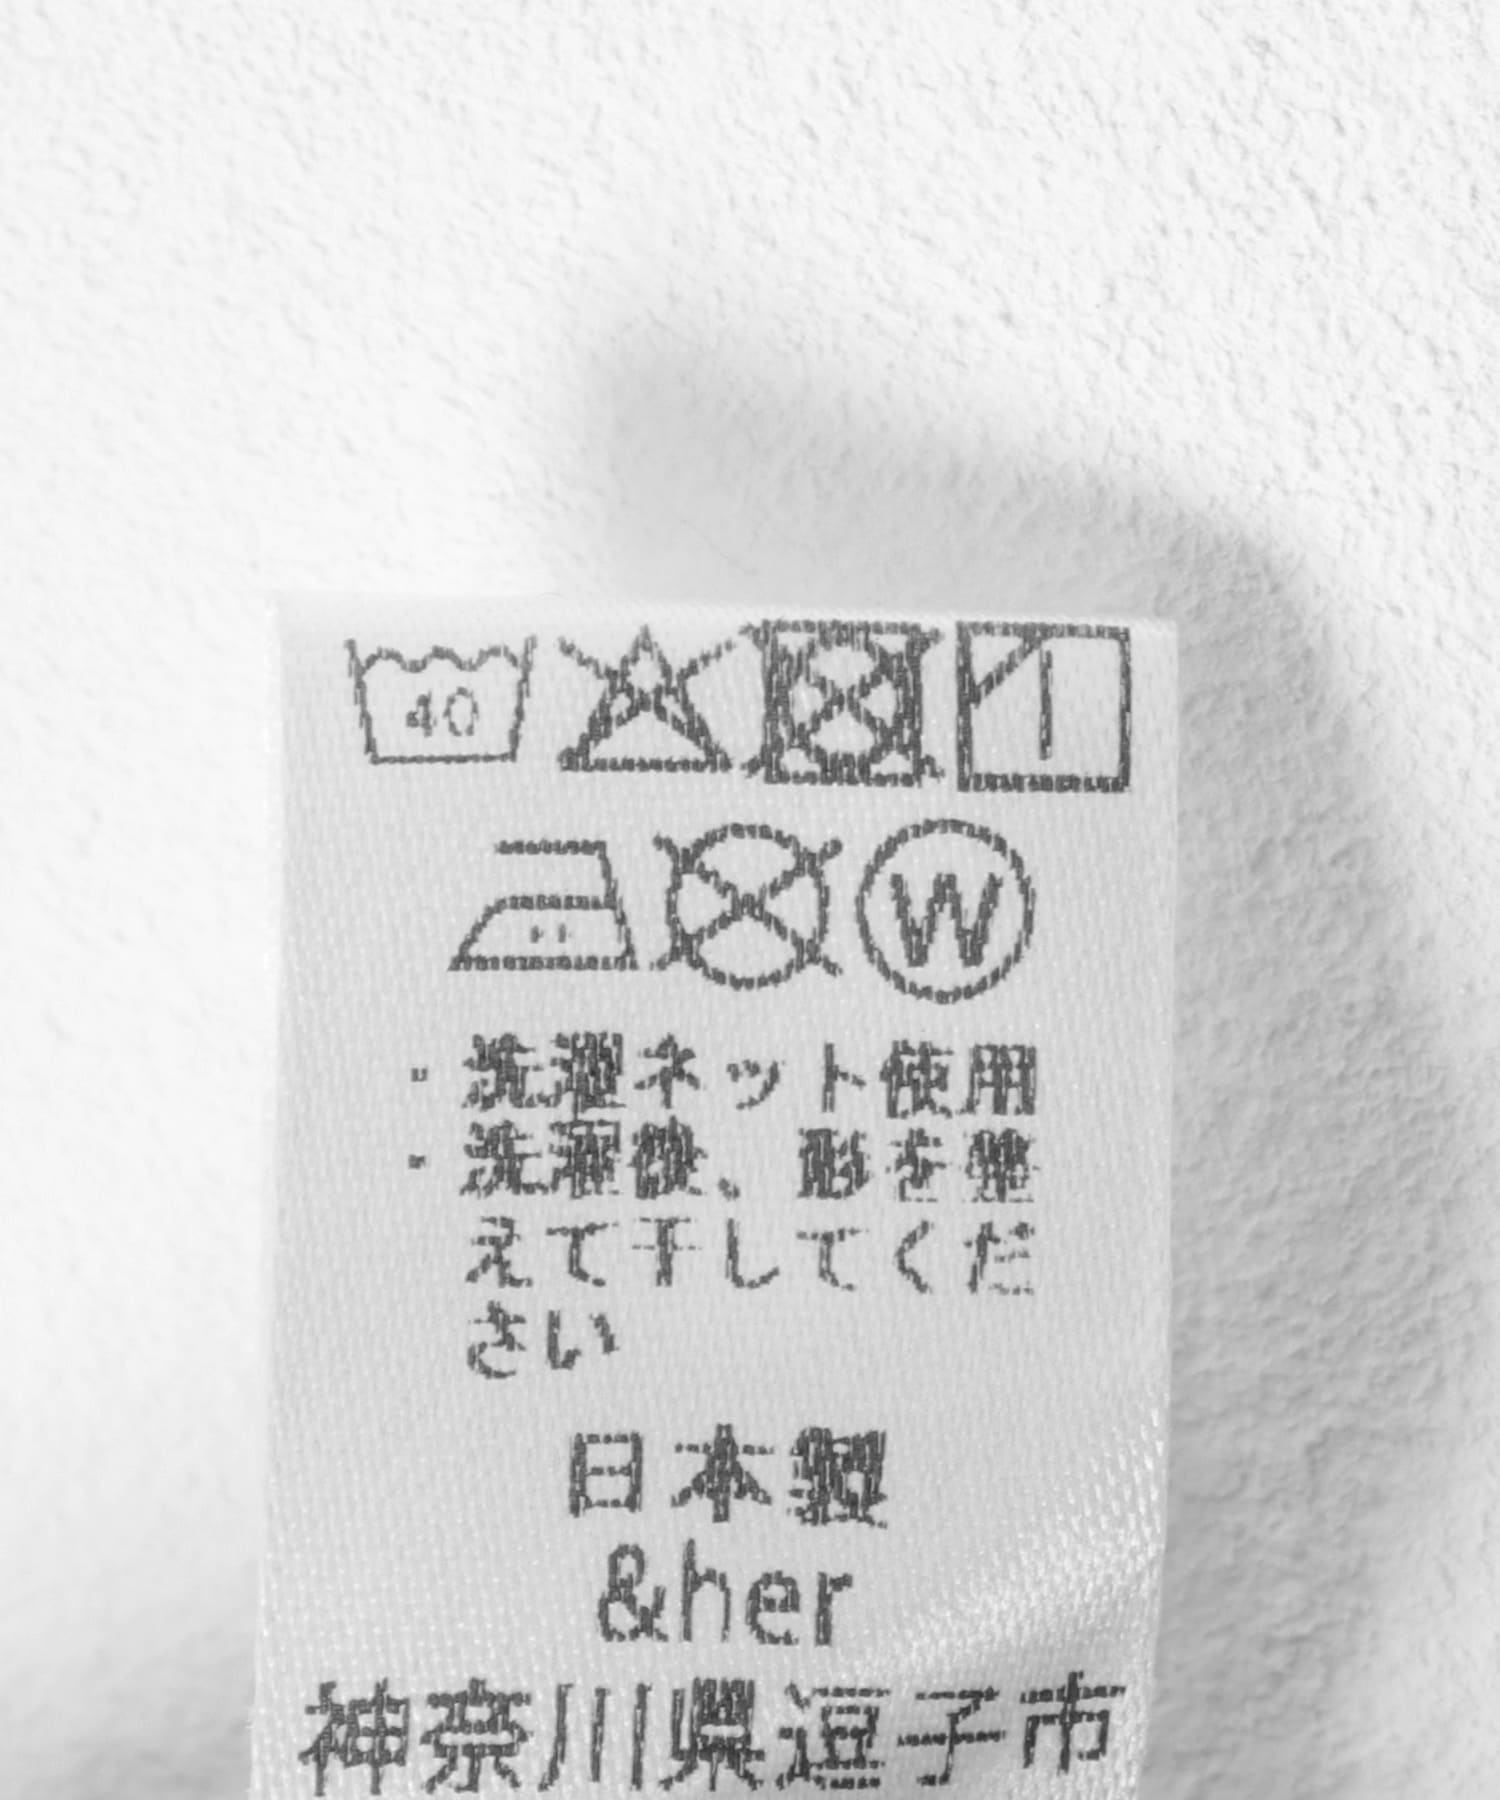 40
W
・洗濯ネット使用
・洗濯後、形を整
えて干してくだ
さい
日本製
&her
神奈川県逗子市